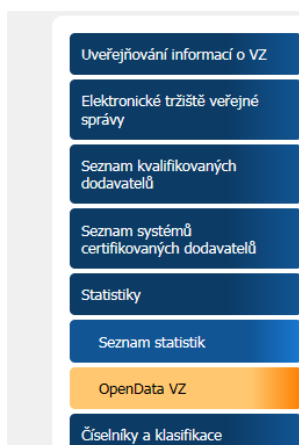 Uveřejňování informací o VZ
Elektronické tržiště veřejné
správy
Seznam kvalifikovaných
dodavatelů
Seznam systémů
certifikovaných dodavatelů
Statistiky
Seznam statistik
OpenData VZ
Číselníky a klasifikace